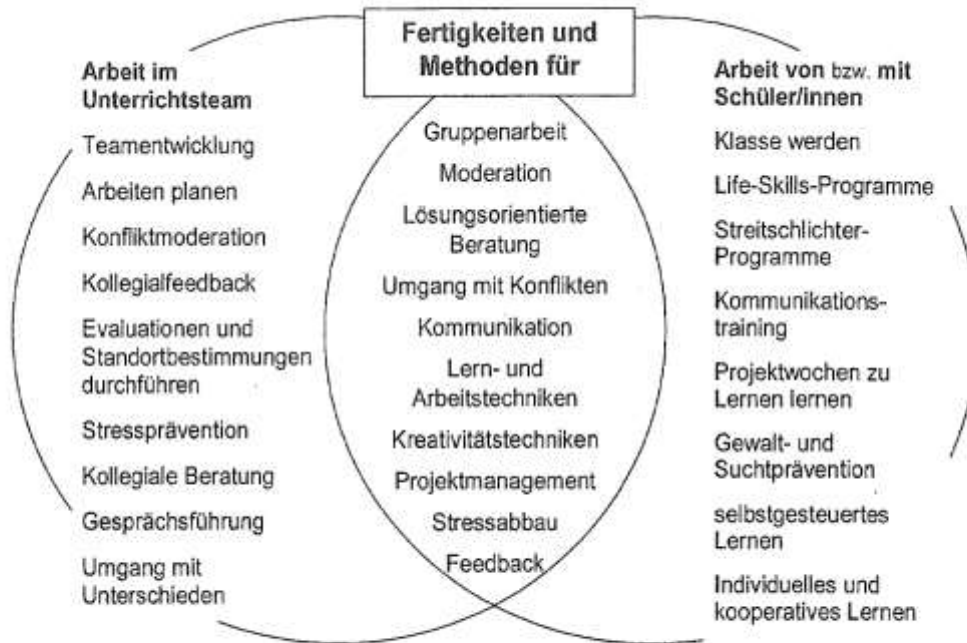 Fertigkeiten und
Methoden für
Arbeit im
Unterrichtsteam
Teamentwicklung
Arbeiten planen
Konfliktmoderation
Kollegialfeedback
Evaluationen und
Standortbestimmungen
durchführen
Stressprävention
Kollegiale Beratung
Gesprächsführung
Umgang mit
Unterschieden
Gruppenarbeit
Moderation
Lösungsorientierte
Beratung
Umgang mit Konflikten
Kommunikation
Lern- und
Arbeitstechniken
Kreativitätstechniken
Projektmanagement
Stressabbau
Feedback
Arbeit von bzw. mit
Schüler/innen
Klasse werden
Life-Skills-Programme
Streitschlichter-
Programme
Kommunikations-
training
Projektwochen zu
Lernen lernen
Gewalt- und
Suchtprävention
selbstgesteuertes
Lernen
Individuelles und
kooperatives Lernen